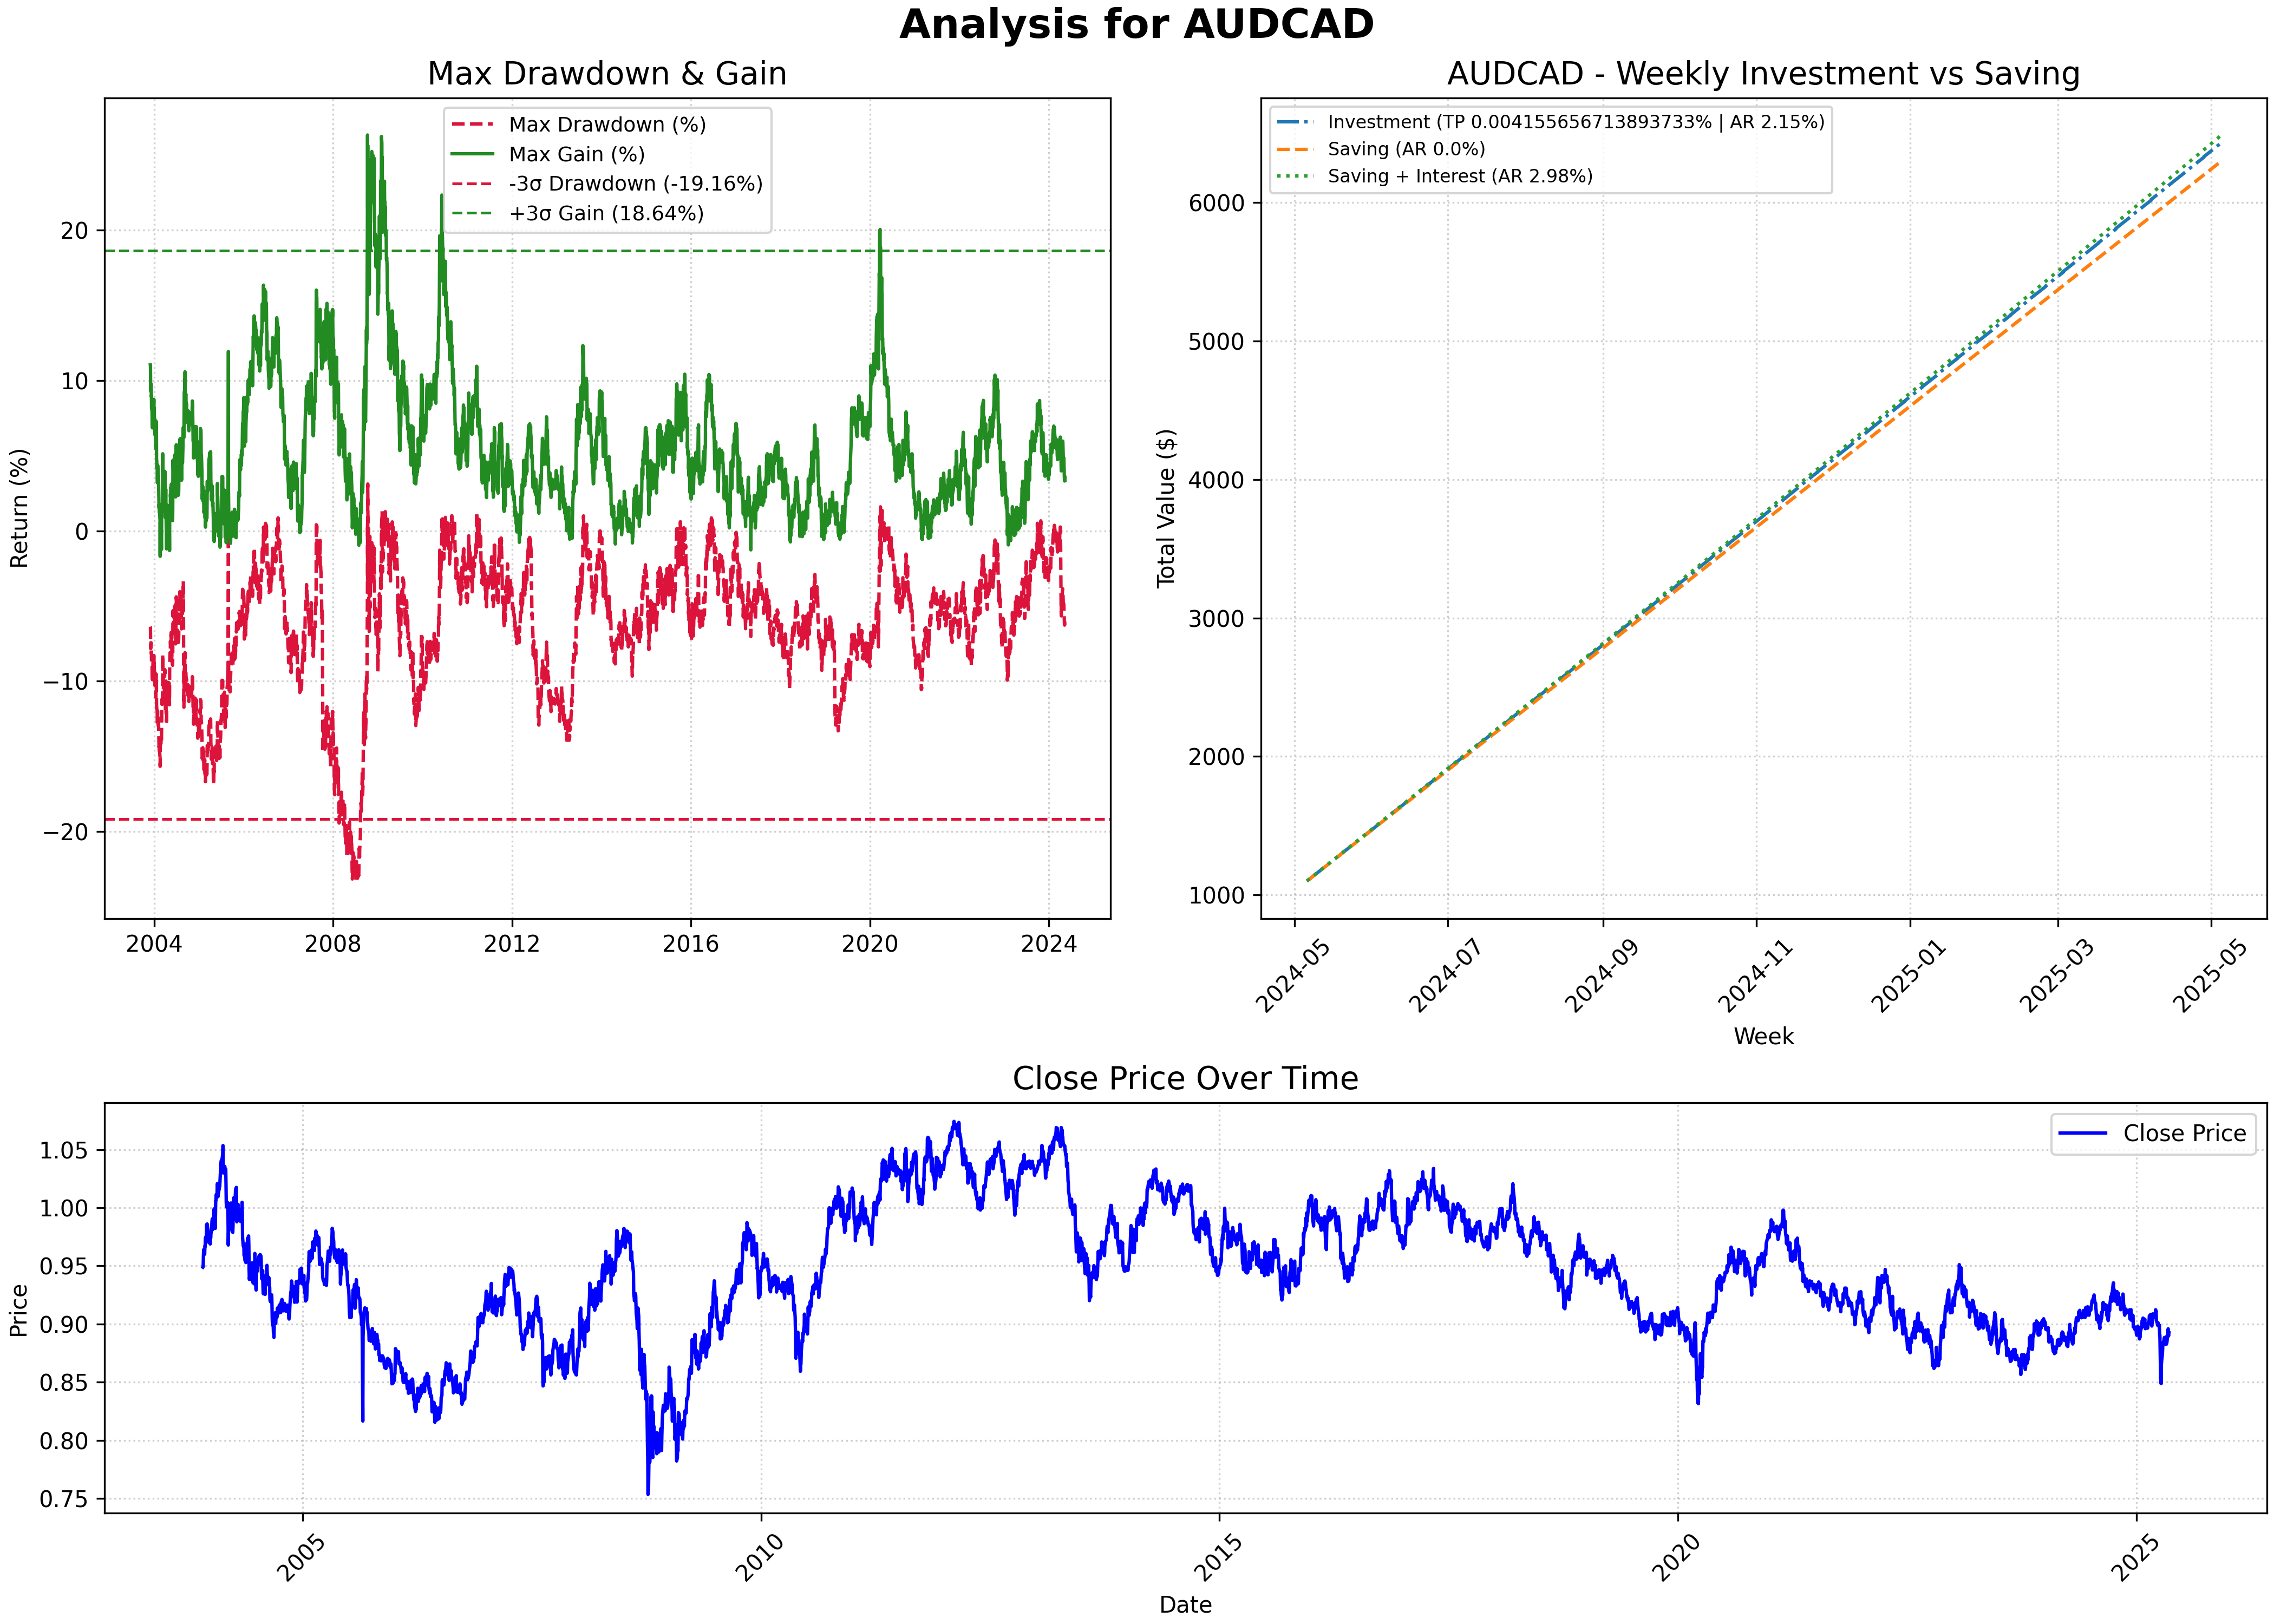 Analysis for AUDCAD
Max Drawdown & Gain
Max Drawdown (%)
Max Gain (%)
-3σ Drawdown (-19.16%)
+3σ Gain (18.64%)
Return (%)
20
10
0
−10
−20
2004
2008
2012
2016
2020
2024
AUDCAD - Weekly Investment vs Saving
Investment (TP 0.004155656713893733% | AR 2.15%)
Saving (AR 0.0%)
Saving + Interest (AR 2.98%)
Total Value ($)
6000
5000
4000
3000
2000
1000
2024-05
2024-07
2024-09
2024-11
2025-01
2025-03
2025-05
Week
Close Price Over Time
Close Price
Price
1.05
1.00
0.95
0.90
0.85
0.80
0.75
2005
2010
2015
2020
2025
Date